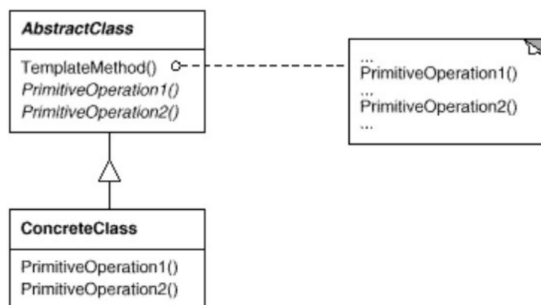 AbstractClass
TemplateMethod()
PrimitiveOperation1()
PrimitiveOperation2()
...
PrimitiveOperation1()
...
PrimitiveOperation2()
...
ConcreteClass
PrimitiveOperation1()
PrimitiveOperation2()